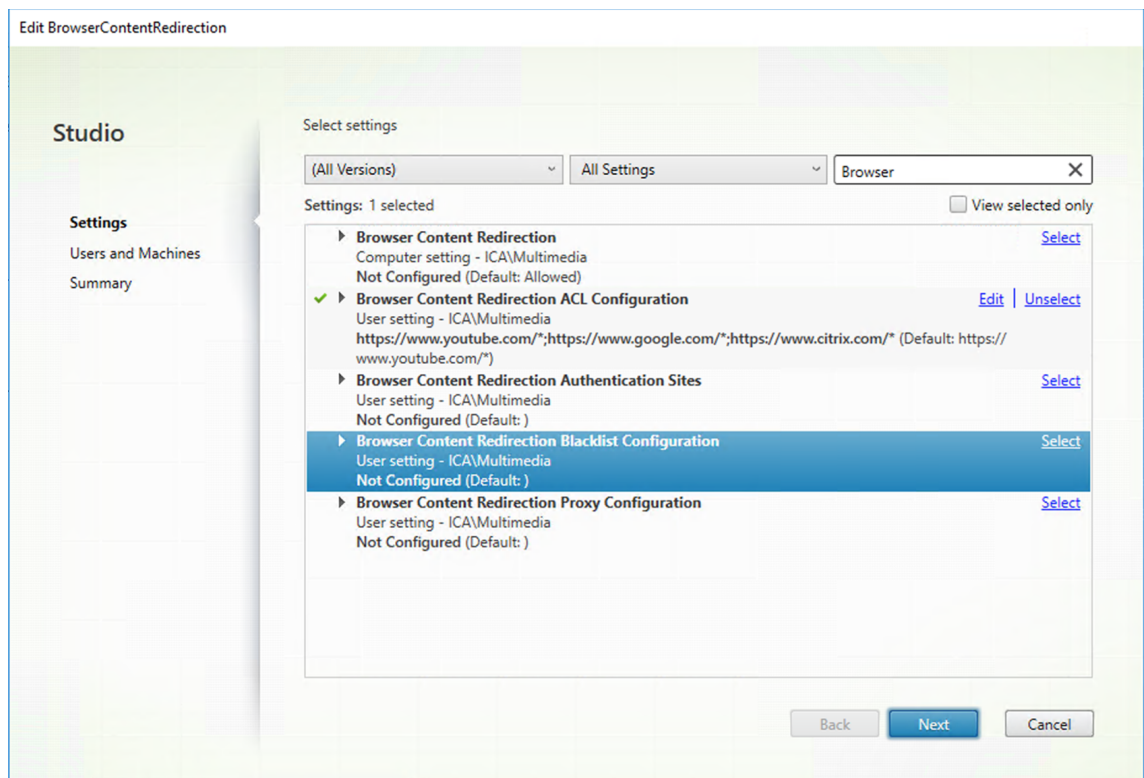 Edit BrowserContentRedirection
Studio
Settings
Users and Machines
Summary
Select settings
(All Versions)
All Settings
Browser
Settings: 1 selected
View selected only
Browser Content Redirection
Select
Computer setting - ICA\Multimedia
Not Configured (Default: Allowed)
Browser Content Redirection ACL Configuration
Edit | Unselect
User setting - ICA\Multimedia
https://www.youtube.com/*;https://www.google.com/*;https://www.citrix.com/* (Default: https://
www.youtube.com/*)
Browser Content Redirection Authentication Sites
Select
User setting - ICA\Multimedia
Not Configured (Default: )
Browser Content Redirection Blacklist Configuration
Select
User setting - ICA\Multimedia
Not Configured (Default: )
Browser Content Redirection Proxy Configuration
Select
User setting - ICA\Multimedia
Not Configured (Default: )
Back
Next
Cancel